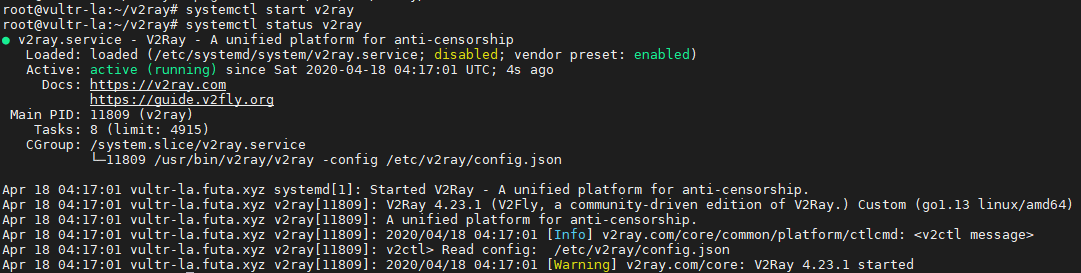 root@vultr-la:~/v2ray# systemctl start v2ray
root@vultr-la:~/v2ray# systemctl status v2ray
● v2ray.service - V2Ray - A unified platform for anti-censorship
   Loaded: loaded (/etc/systemd/system/v2ray.service; disabled; vendor preset: enabled)
   Active: active (running) since Sat 2020-04-18 04:17:01 UTC; 4s ago
     Docs: https://v2ray.com
           https://guide.v2fly.org
 Main PID: 11809 (v2ray)
    Tasks: 8 (limit: 4915)
   CGroup: /system.slice/v2ray.service
           └─11809 /usr/bin/v2ray/v2ray -config /etc/v2ray/config.json
Apr 18 04:17:01 vultr-la.futa.xyz systemd[1]: Started V2Ray - A unified platform for anti-censorship.
Apr 18 04:17:01 vultr-la.futa.xyz v2ray[11809]: V2Ray 4.23.1 (V2Fly, a community-driven edition of V2Ray.) Custom (go1.13 linux/amd64)
Apr 18 04:17:01 vultr-la.futa.xyz v2ray[11809]: A unified platform for anti-censorship.
Apr 18 04:17:01 vultr-la.futa.xyz v2ray[11809]: 2020/04/18 04:17:01 [Info] v2ray.com/core/common/platform/ctlcmd: <v2ctl message>
Apr 18 04:17:01 vultr-la.futa.xyz v2ray[11809]: v2ctl> Read config:  /etc/v2ray/config.json
Apr 18 04:17:01 vultr-la.futa.xyz v2ray[11809]: 2020/04/18 04:17:01 [Warning] v2ray.com/core: V2Ray 4.23.1 started